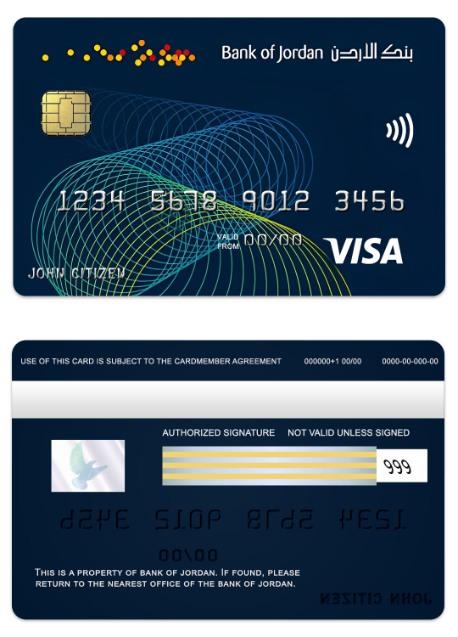 Bank of Jordan بنك الاردن
1234 5678 9012 3456
VALID FROM 00/00
VISA
JOHN CITIZEN
USE OF THIS CARD IS SUBJECT TO THE CARDMEMBER AGREEMENT 000000+1 00/00 0000-00-000-00
AUTHORIZED SIGNATURE NOT VALID UNLESS SIGNED
999
1234 5678 9012 3456
00/00
THIS IS A PROPERTY OF BANK OF JORDAN. IF FOUND, PLEASE
RETURN TO THE NEAREST OFFICE OF THE BANK OF JORDAN.
JOHN CITIZEN